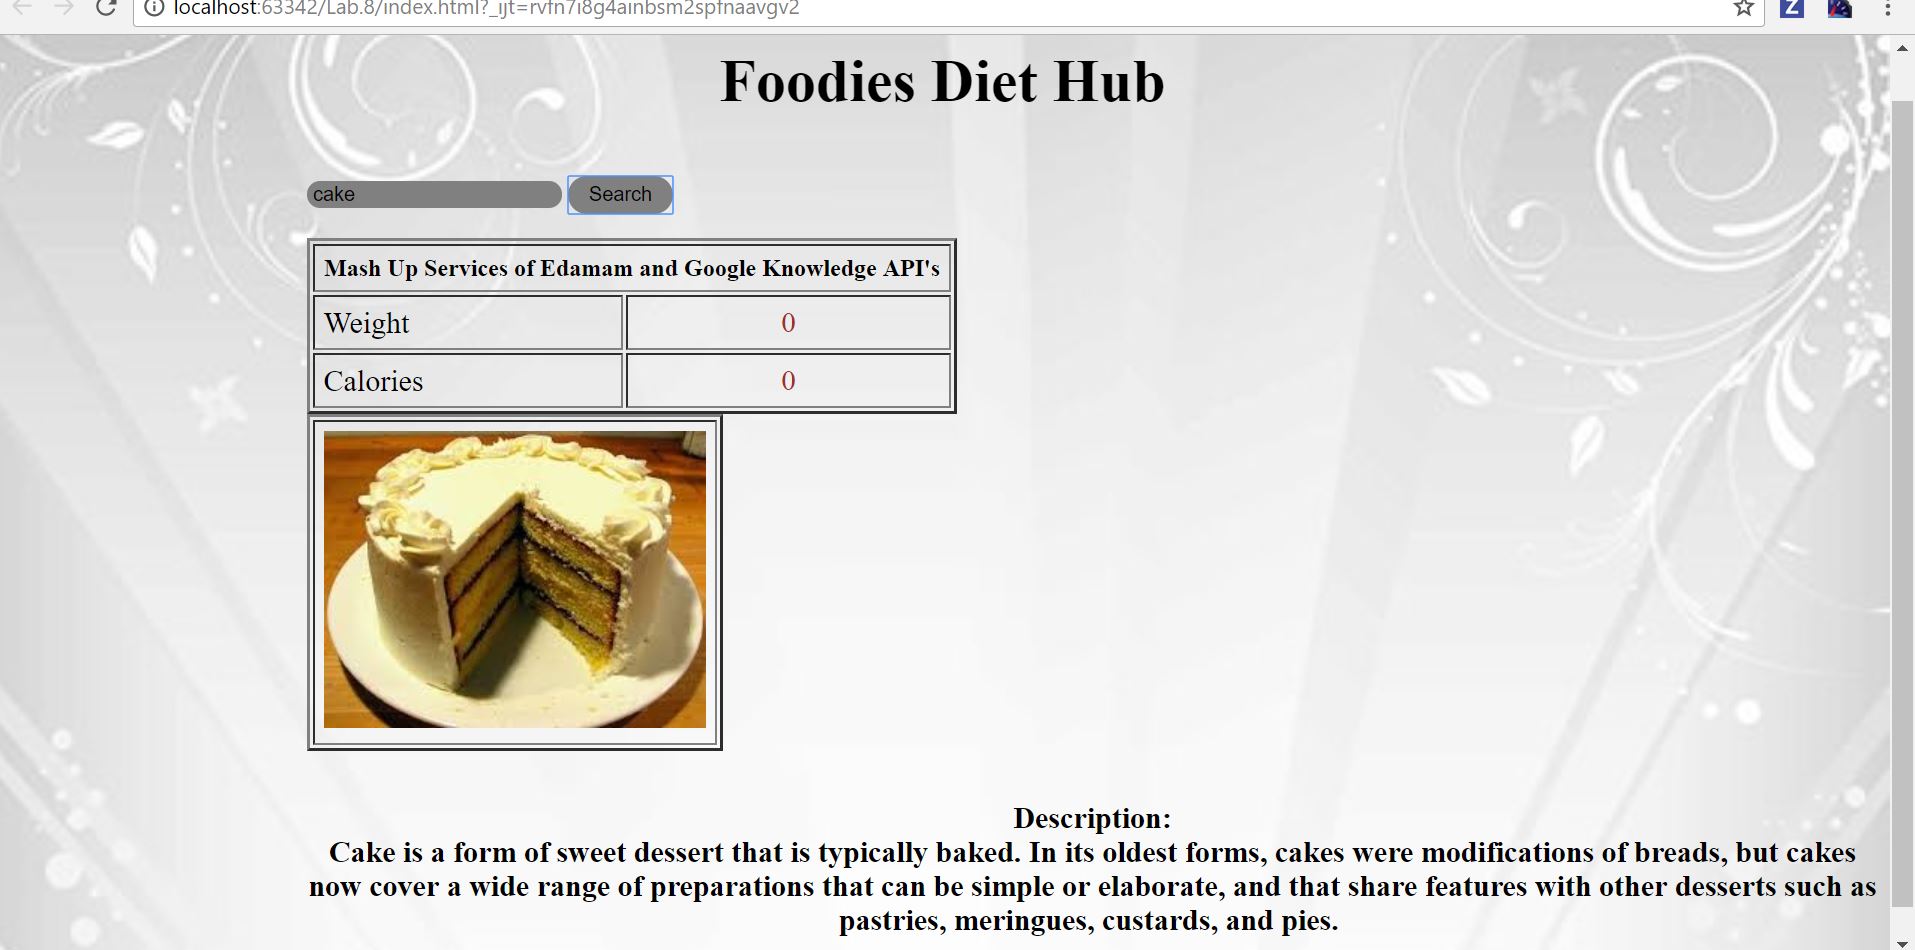 localhost:63342/Lab.8/index.html?_ijt=rvfn7i8g4ainbsm2spfnaavgv2
Z
Foodies Diet Hub
cake Search
Mash Up Services of Edamam and Google Knowledge API's
Weight 0
Calories 0
Description:
Cake is a form of sweet dessert that is typically baked. In its oldest forms, cakes were modifications of breads, but cakes
now cover a wide range of preparations that can be simple or elaborate, and that share features with other desserts such as
pastries, meringues, custards, and pies.